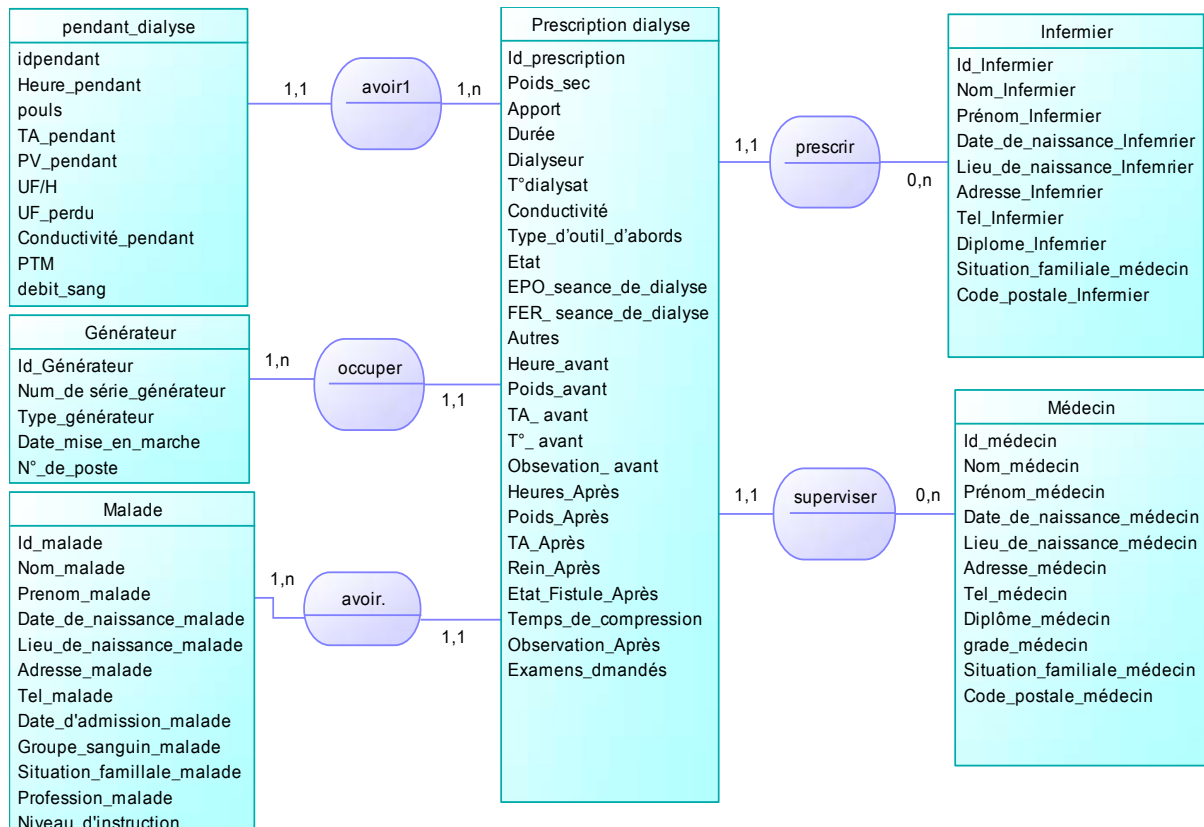 pendant_dialyse
idpendant
Heure_pendant
pouls
TA_pendant
PV_pendant
UF/H
UF_perdu
Conductivité_pendant
PTM
debit_sang
1,1
avoir1
1,n
Générateur
Id_Générateur
Num_de série_générateur
Type_générateur
Date_mise_en_marche
N°_de_poste
1,n
occuper
1,1
Malade
Id_malade
Nom_malade
Prenom_malade
Date_de_naissance_malade
Lieu_de_naissance_malade
Adresse_malade
Tel_malade
Date_d'admission_malade
Groupe_sanguin_malade
Situation_famillale_malade
Profession_malade
Niveau_d'instruction
1,n
avoir.
1,1
Prescription dialyse
Id_prescription
Poids_sec
Apport
Durée
Dialyseur
T°dialysat
Conductivité
Type_d’outil_d’abords
Etat
EPO_seance_de_dialyse
FER_ seance_de_dialyse
Autres
Heure_avant
Poids_avant
TA_ avant
T°_ avant
Obsevation_ avant
Heures_Après
Poids_Après
TA_Après
Rein_Après
Etat_Fistule_Après
Temps_de_compression
Observation_Après
Examens_dmandés
1,1
prescrir
0,n
Infermier
Id_Infermier
Nom_Infermier
Prénom_Infermier
Date_de_naissance_Infemrier
Lieu_de_naissance_Infemrier
Adresse_Infemrier
Tel_Infermier
Diplome_Infemrier
Situation_familiale_médecin
Code_postale_Infermier
1,1
superviser
0,n
Médecin
Id_médecin
Nom_médecin
Prénom_médecin
Date_de_naissance_médecin
Lieu_de_naissance_médecin
Adresse_médecin
Tel_médecin
Diplôme_médecin
grade_médecin
Situation_familiale_médecin
Code_postale_médecin